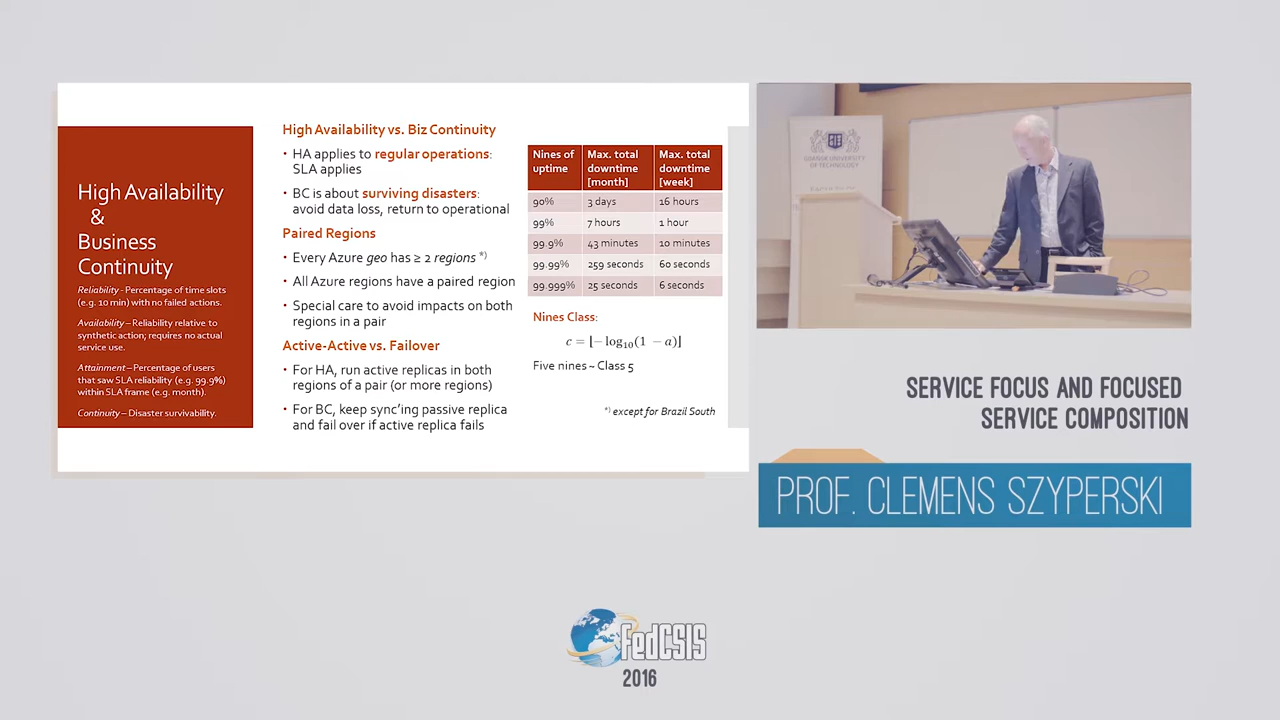 High Availability
&
Business
Continuity
Reliability - Percentage of time slots
(e.g. 10 min) with no failed actions.
Availability – Reliability relative to
synthetic action; requires no actual
service use.
Attainment – Percentage of users
that saw SLA reliability (e.g. 99.9%)
within SLA frame (e.g. month).
Continuity – Disaster survivability.
High Availability vs. Biz Continuity
• HA applies to regular operations:
SLA applies
• BC is about surviving disasters:
avoid data loss, return to operational
Paired Regions
• Every Azure geo has ≥ 2 regions *)
• All Azure regions have a paired region
• Special care to avoid impacts on both
regions in a pair
Active-Active vs. Failover
• For HA, run active replicas in both
regions of a pair (or more regions)
• For BC, keep sync'ing passive replica
and fail over if active replica fails
Nines of uptime Max. total downtime [month] Max. total downtime [week]
90% 3 days 16 hours
99% 7 hours 1 hour
99.9% 43 minutes 10 minutes
99.99% 259 seconds 60 seconds
99.999% 25 seconds 6 seconds
Nines Class:
c = ⌊− log10(1 − a)⌋
Five nines ~ Class 5
*) except for Brazil South
GDAŃSK UNIVERSITY
OF TECHNOLOGY
SERVICE FOCUS AND FOCUSED
SERVICE COMPOSITION
PROF. CLEMENS SZYPERSKI
FedCSIS
2016